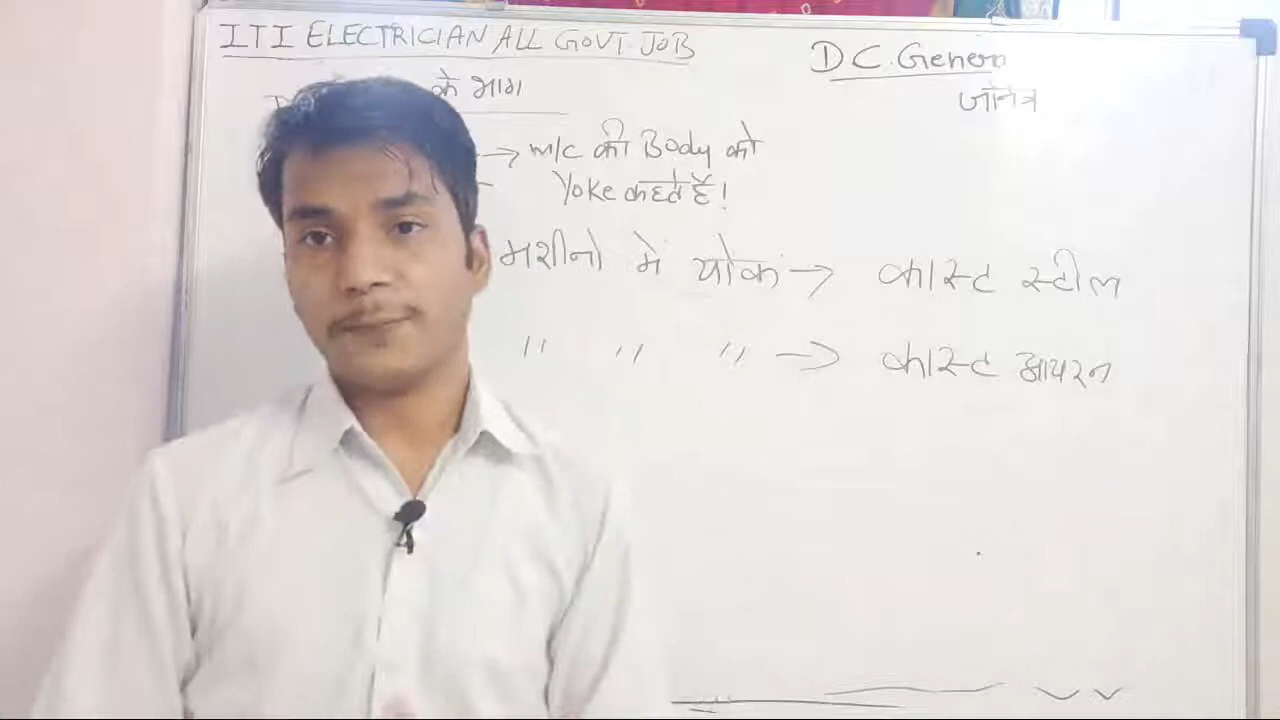 ITI ELECTRICIAN ALL GOVT. JOB
D C. Genera
के भाग
जनित्र
→ m/c की Body को
Yoke कहते हैं!
मशीनो मे योक → कास्ट स्टील
" " " → कास्ट आयरन